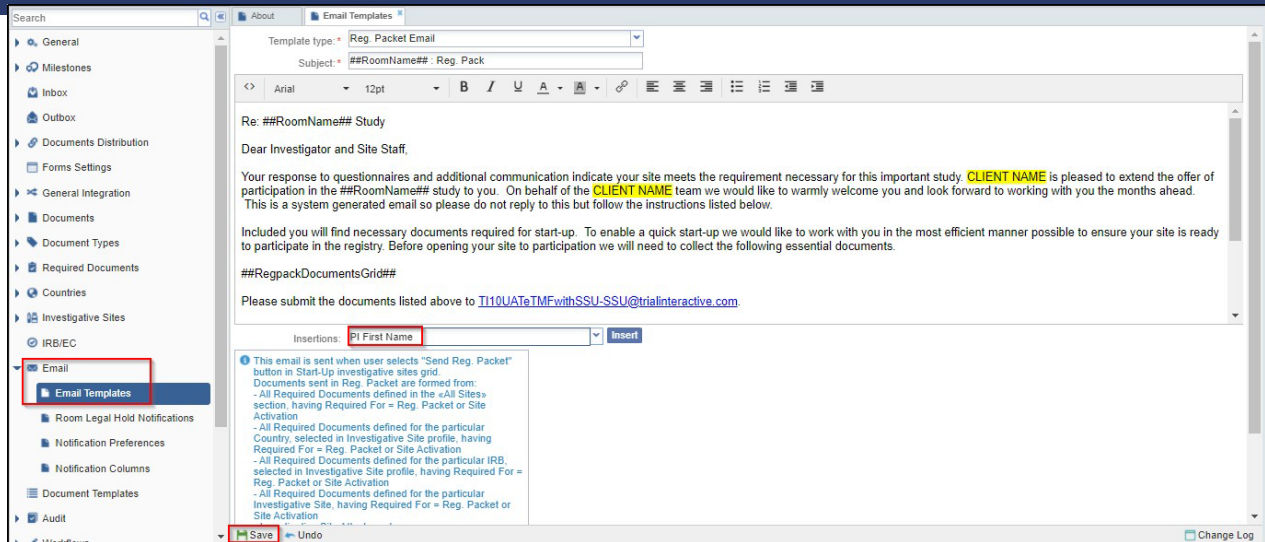 Search
General
Milestones
Inbox
Outbox
Documents Distribution
Forms Settings
General Integration
Documents
Document Types
Required Documents
Countries
Investigative Sites
IRB/EC
Email
Email Templates
Room Legal Hold Notifications
Notification Preferences
Notification Columns
Document Templates
Audit
Workflows
About
Email Templates
Template type:* Reg. Packet Email
Subject:* ##RoomName## : Reg. Pack
Arial 12pt B I U A A
Re: ##RoomName## Study
Dear Investigator and Site Staff,
Your response to questionnaires and additional communication indicate your site meets the requirement necessary for this important study. CLIENT NAME is pleased to extend the offer of
participation in the ##RoomName## study to you. On behalf of the CLIENT NAME team we would like to warmly welcome you and look forward to working with you the months ahead.
This is a system generated email so please do not reply to this but follow the instructions listed below.
Included you will find necessary documents required for start-up. To enable a quick start-up we would like to work with you in the most efficient manner possible to ensure your site is ready
to participate in the registry. Before opening your site to participation we will need to collect the following essential documents.
##RegpackDocumentsGrid##
Please submit the documents listed above to TI10UATeTMFwithSSU-SSU@trialinteractive.com.
Insertions: PI First Name Insert
This email is sent when user selects "Send Reg. Packet"
button in Start-Up investigative sites grid.
Documents sent in Reg. Packet are formed from:
- All Required Documents defined in the «All Sites»
section, having Required For = Reg. Packet or Site
Activation
- All Required Documents defined for the particular
Country, selected in Investigative Site profile, having
Required For = Reg. Packet or Site Activation
- All Required Documents defined for the particular IRB,
selected in Investigative Site profile, having Required For =
Reg. Packet or Site Activation
- All Required Documents defined for the particular
Investigative Site, having Required For = Reg. Packet or
Site Activation
Save Undo Change Log